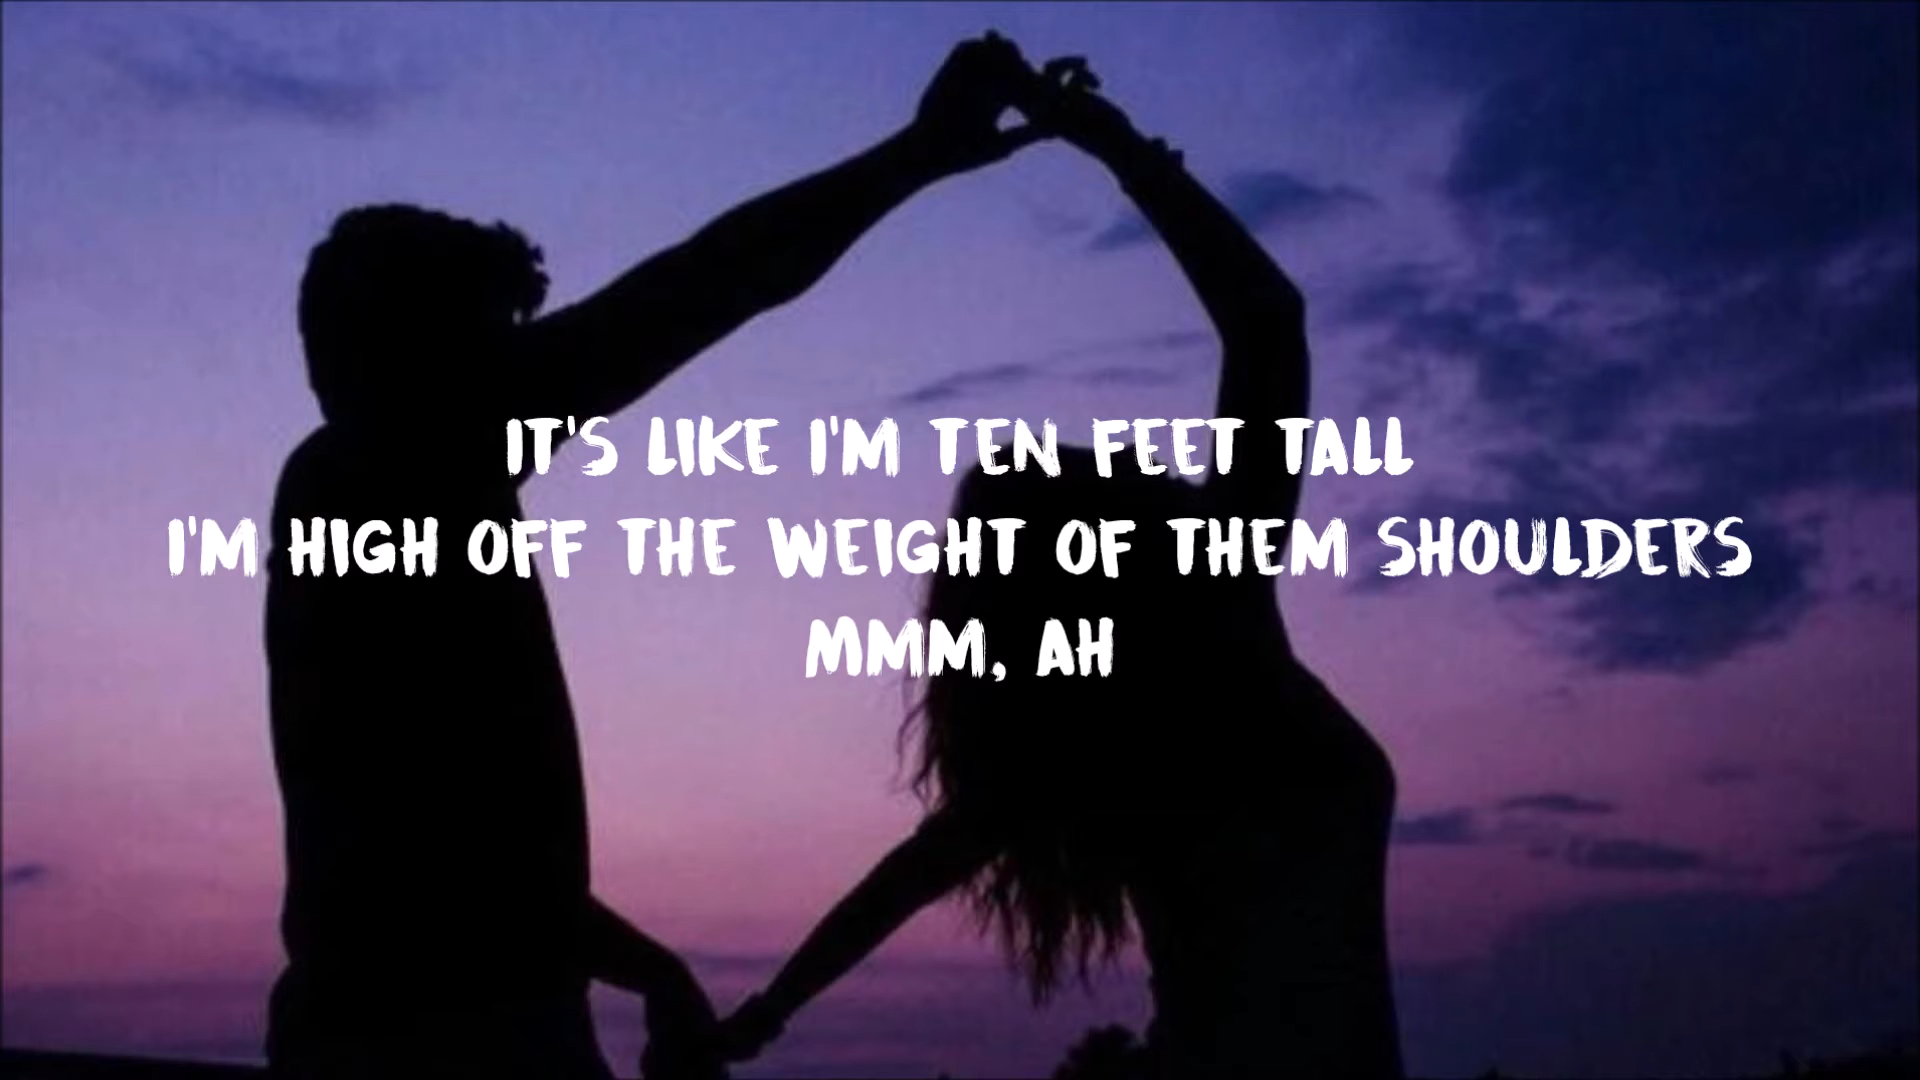 IT'S LIKE I'M TEN FEET TALL
I'M HIGH OFF THE WEIGHT OF THEM SHOULDERS
MMM, AH